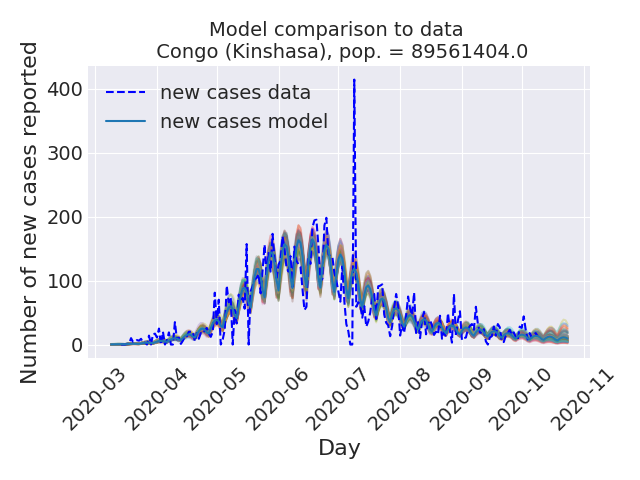 Model comparison to data
Congo (Kinshasa), pop. = 89561404.0
Number of new cases reported
400
300
200
100
0
new cases data
new cases model
2020-03
2020-04
2020-05
2020-06
2020-07
2020-08
2020-09
2020-10
2020-11
Day